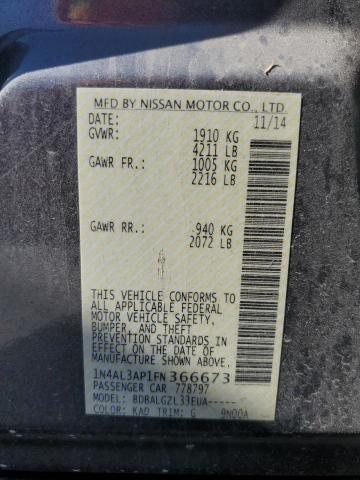 MFD BY NISSAN MOTOR CO., LTD.
DATE: 11/14
GVWR: 1910 KG
4211 LB
GAWR FR.: 1005 KG
2216 LB
GAWR RR.: 940 KG
2072 LB
THIS VEHICLE CONFORMS TO
ALL APPLICABLE FEDERAL
MOTOR VEHICLE SAFETY,
BUMPER, AND THEFT
PREVENTION STANDARDS
IN EFFECT ON THE DATE OF
MANUFACTURE SHOWN ABOVE.
1N4AL3AP1FN366673
PASSENGER CAR 778797
MODEL: BDBALGZL33EUA-----
COLOR: KAD TRIM: G